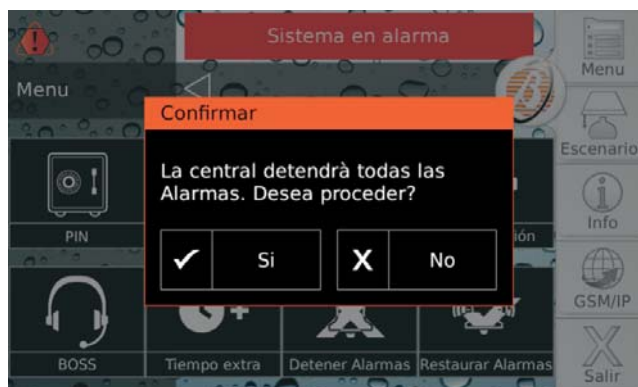 Sistema en alarma
Menu
Menu
Confirmar
Escenario
La central detendrà todas las
Alarmas. Desea proceder?
Info
PIN
ión
Si
X
No
GSM/IP
BOSS
Tiempo extra
Detener Alarmas
Restaurar Alarmas
Salir